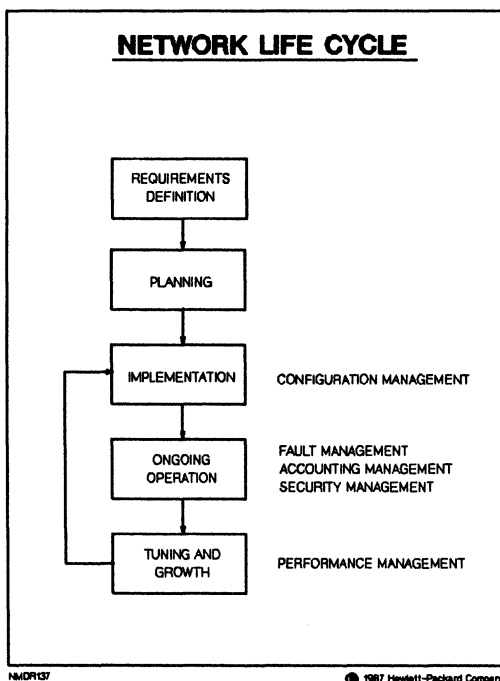 NETWORK LIFE CYCLE
REQUIREMENTS
DEFINITION
PLANNING
IMPLEMENTATION
CONFIGURATION MANAGEMENT
ONGOING
OPERATION
FAULT MANAGEMENT
ACCOUNTING MANAGEMENT
SECURITY MANAGEMENT
TUNING AND
GROWTH
PERFORMANCE MANAGEMENT
NMDR137
1987 Hewlett-Packard Compan